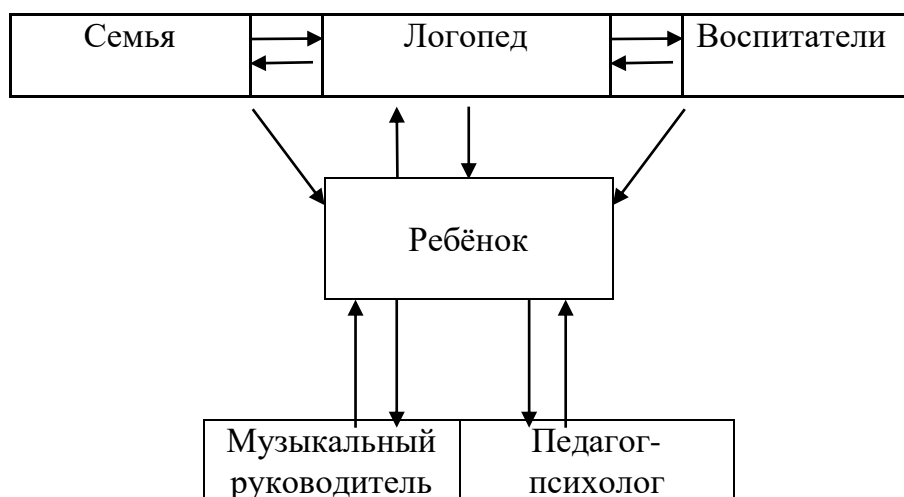 Семья
Логопед
Воспитатели
Ребёнок
Музыкальный
руководитель
Педагог-
психолог